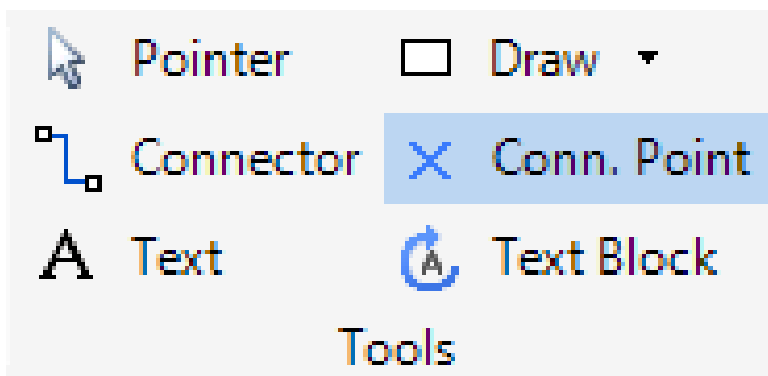 Pointer Draw
Connector Conn. Point
Text Text Block
Tools